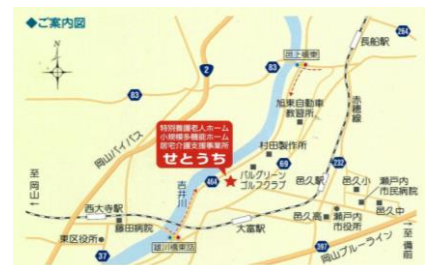 ◆ご案内図
N
長船駅
264
邑上橋東
83
2
83
旭東自動車
教習所
赤穂線
特別養護老人ホーム
小規模多機能ホーム
居宅介護支援事業所
せとうち
村田製作所
岡山バイパス
69
バルグリーン
ゴルフクラブ
232
至
岡山
←
吉井川
464
邑久駅
邑久小
瀬戸内
市民病院
西大寺駅
藤田病院
大富駅
邑久高
瀬戸内
市役所
邑久中
東区役所
37
397
岡山ブルーライン
至
備前
→